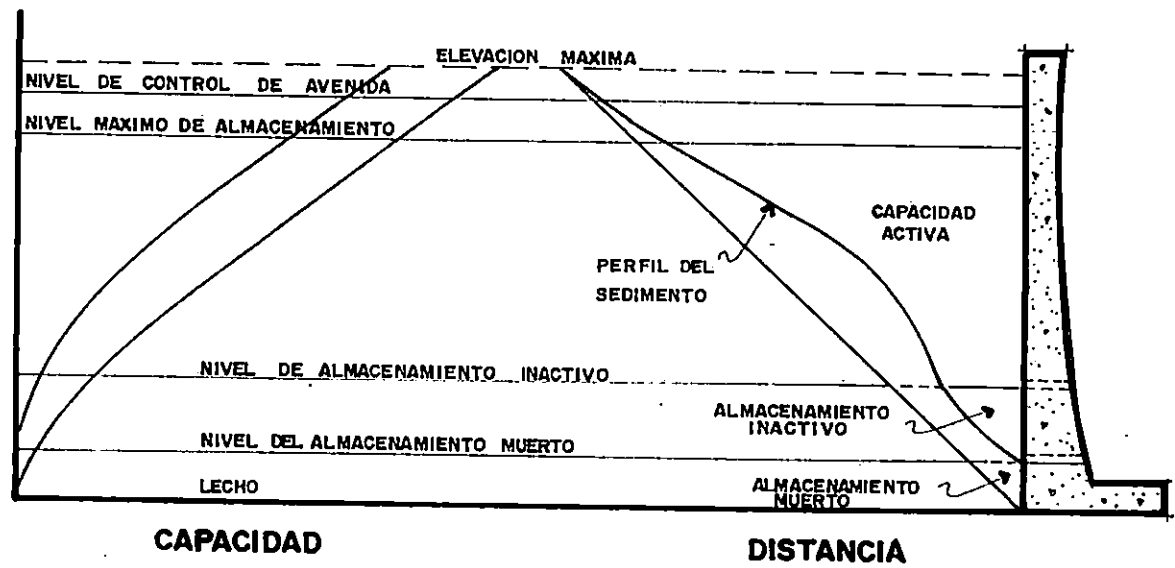 ELEVACION MAXIMA
NIVEL DE CONTROL DE AVENIDA
NIVEL MAXIMO DE ALMACENAMIENTO
CAPACIDAD
ACTIVA
PERFIL DEL
SEDIMENTO
NIVEL DE ALMACENAMIENTO INACTIVO
ALMACENAMIENTO
INACTIVO
NIVEL DEL ALMACENAMIENTO MUERTO
LECHO
ALMACENAMIENTO
MUERTO
CAPACIDAD
DISTANCIA